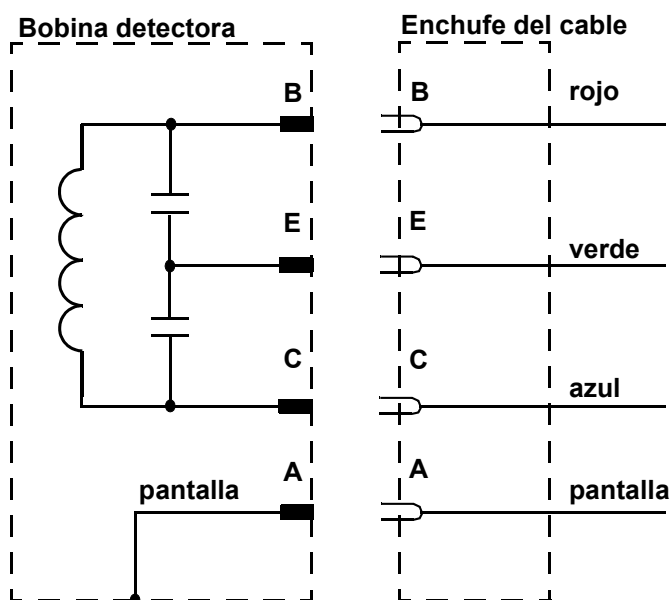 Bobina detectora
Enchufe del cable
B
B
rojo
E
E
verde
C
C
azul
A
A
pantalla
pantalla